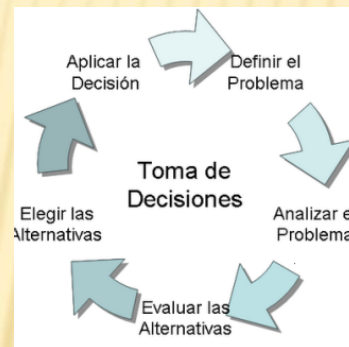 Aplicar la
Decisión
Definir el
Problema
Toma de
Decisiones
Elegir las
Alternativas
Analizar e
Problema
Evaluar las
Alternativas